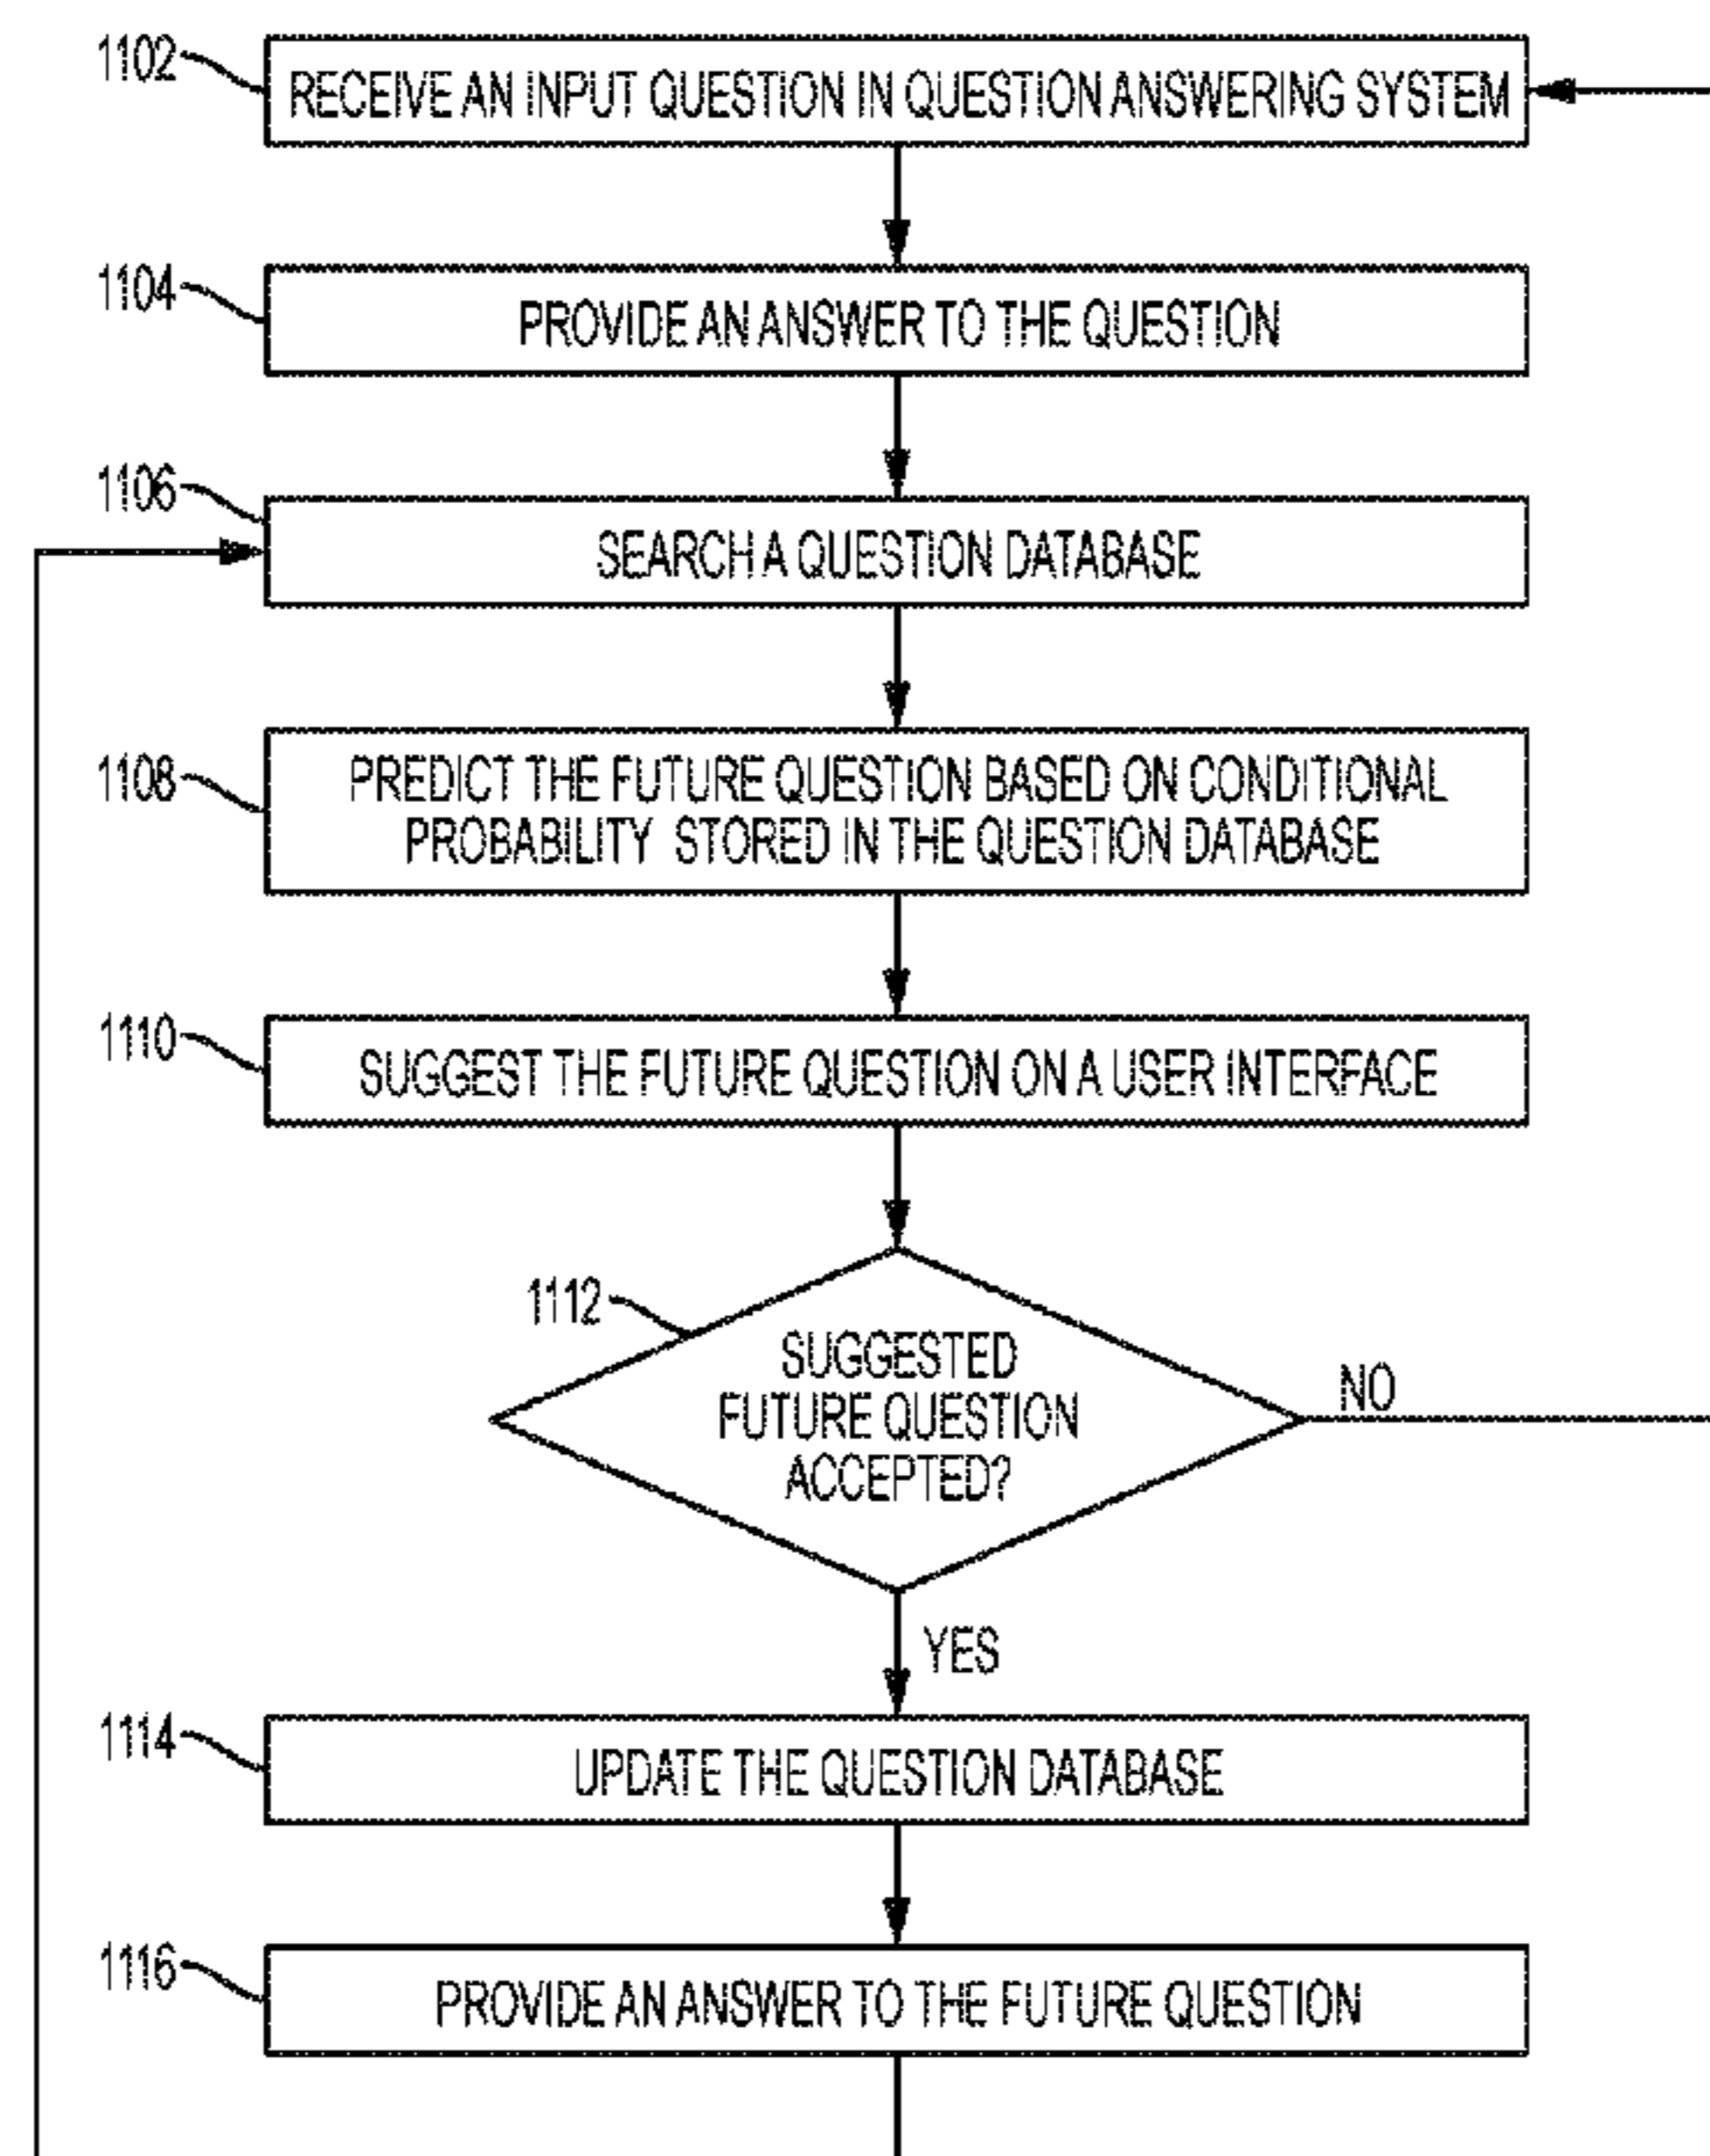 1102
RECEIVE AN INPUT QUESTION IN QUESTION ANSWERING SYSTEM
1104
PROVIDE AN ANSWER TO THE QUESTION
1106
SEARCH A QUESTION DATABASE
1108
PREDICT THE FUTURE QUESTION BASED ON CONDITIONAL
PROBABILITY STORED IN THE QUESTION DATABASE
1110
SUGGEST THE FUTURE QUESTION ON A USER INTERFACE
1112
SUGGESTED
FUTURE QUESTION
ACCEPTED?
NO
YES
1114
UPDATE THE QUESTION DATABASE
1116
PROVIDE AN ANSWER TO THE FUTURE QUESTION